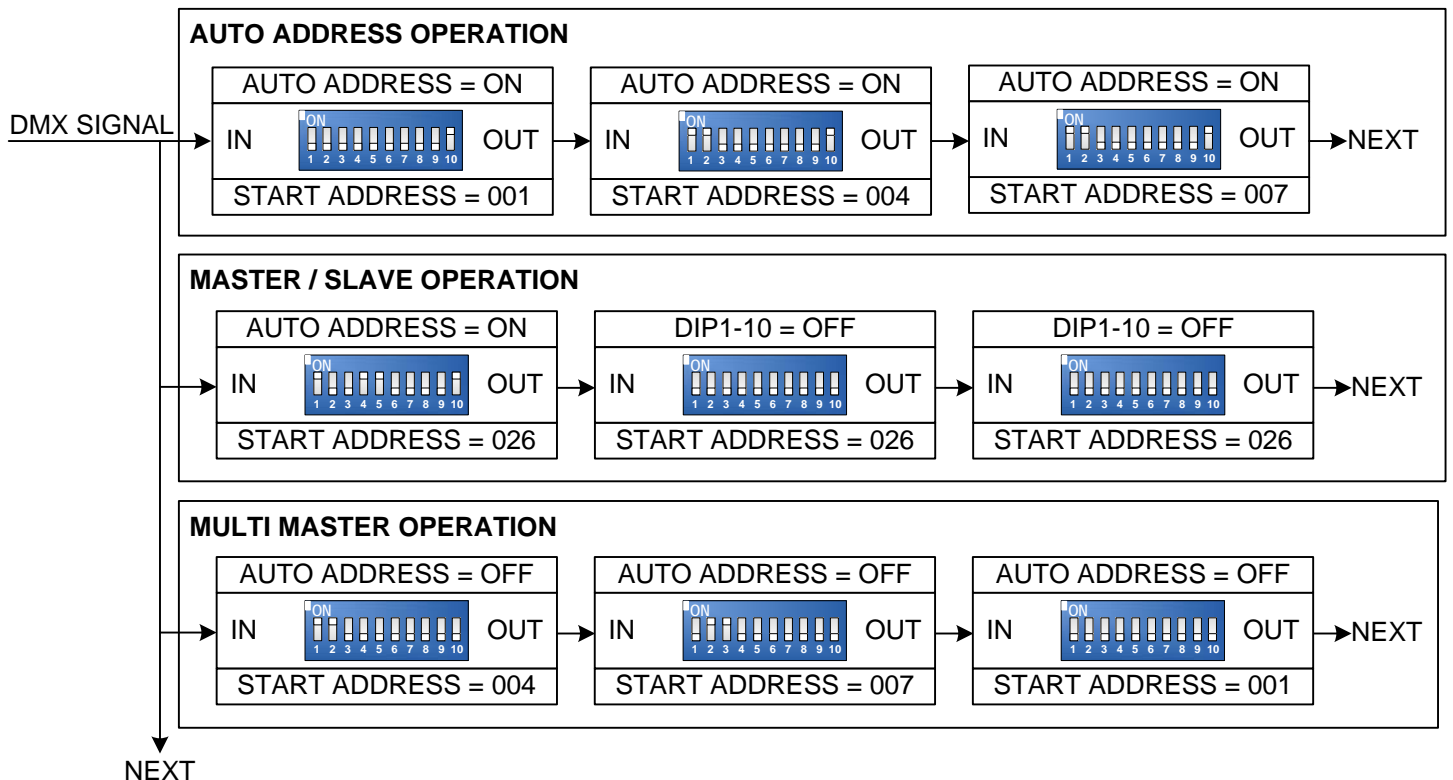 DMX SIGNAL
AUTO ADDRESS OPERATION
AUTO ADDRESS = ON
IN
ON
1 2 3 4 5 6 7 8 9 10
OUT
START ADDRESS = 001
AUTO ADDRESS = ON
IN
ON
1 2 3 4 5 6 7 8 9 10
OUT
START ADDRESS = 004
AUTO ADDRESS = ON
IN
ON
1 2 3 4 5 6 7 8 9 10
OUT
START ADDRESS = 007
NEXT
MASTER / SLAVE OPERATION
AUTO ADDRESS = ON
IN
ON
1 2 3 4 5 6 7 8 9 10
OUT
START ADDRESS = 026
DIP1-10 = OFF
IN
ON
1 2 3 4 5 6 7 8 9 10
OUT
START ADDRESS = 026
DIP1-10 = OFF
IN
ON
1 2 3 4 5 6 7 8 9 10
OUT
START ADDRESS = 026
NEXT
MULTI MASTER OPERATION
AUTO ADDRESS = OFF
IN
ON
1 2 3 4 5 6 7 8 9 10
OUT
START ADDRESS = 004
AUTO ADDRESS = OFF
IN
ON
1 2 3 4 5 6 7 8 9 10
OUT
START ADDRESS = 007
AUTO ADDRESS = OFF
IN
ON
1 2 3 4 5 6 7 8 9 10
OUT
START ADDRESS = 001
NEXT
NEXT